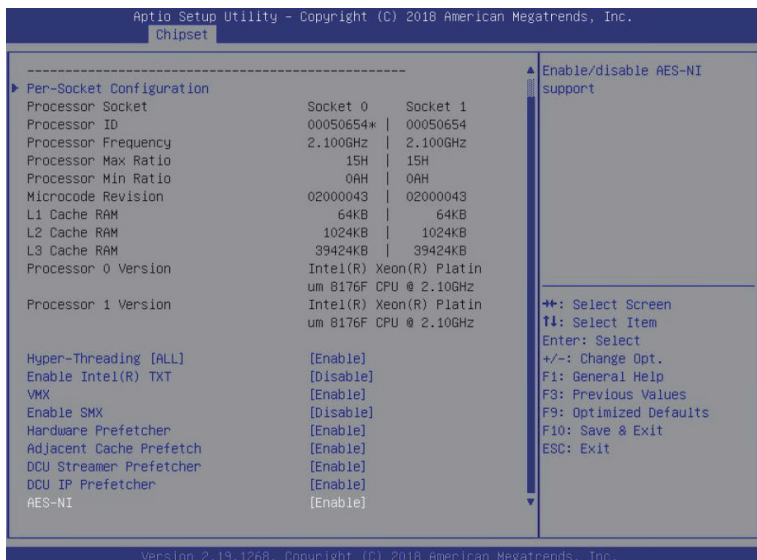 Aptio Setup Utility – Copyright (C) 2018 American Megatrends, Inc.
Chipset
--------------------------------------------------
Per-Socket Configuration
Processor Socket Socket 0 Socket 1
Processor ID 00050654* | 00050654
Processor Frequency 2.100GHz | 2.100GHz
Processor Max Ratio 15H | 15H
Processor Min Ratio 0AH | 0AH
Microcode Revision 02000043 | 02000043
L1 Cache RAM 64KB | 64KB
L2 Cache RAM 1024KB | 1024KB
L3 Cache RAM 39424KB | 39424KB
Processor 0 Version Intel(R) Xeon(R) Platin
um 8176F CPU @ 2.10GHz
Processor 1 Version Intel(R) Xeon(R) Platin
um 8176F CPU @ 2.10GHz
Hyper-Threading [ALL] [Enable]
Enable Intel(R) TXT [Disable]
VMX [Enable]
Enable SMX [Disable]
Hardware Prefetcher [Enable]
Adjacent Cache Prefetch [Enable]
DCU Streamer Prefetcher [Enable]
DCU IP Prefetcher [Enable]
AES-NI [Enable]
Enable/disable AES-NI
support
→←: Select Screen
↑↓: Select Item
Enter: Select
+/-: Change Opt.
F1: General Help
F3: Previous Values
F9: Optimized Defaults
F10: Save & Exit
ESC: Exit
Version 2.19.1268. Copyright (C) 2018 American Megatrends, Inc.